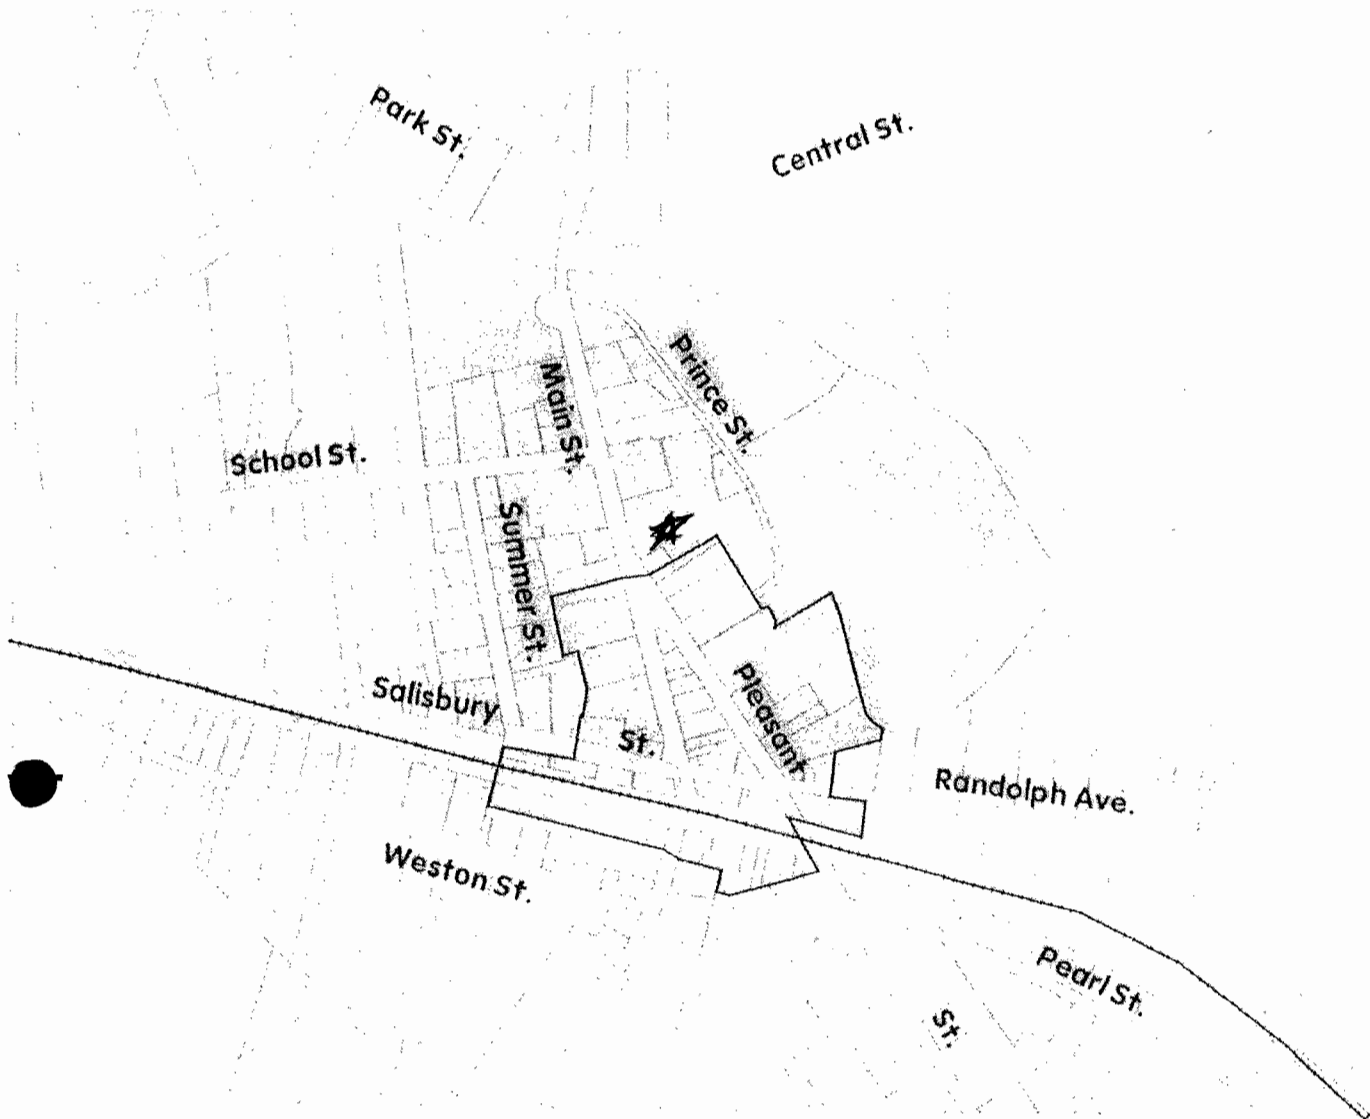 Park St.
Central St.
Prince St.
Main St.
School St.
Summer St.
Salisbury
St.
Pleasant
Randolph Ave.
Weston St.
Pearl St.
St.